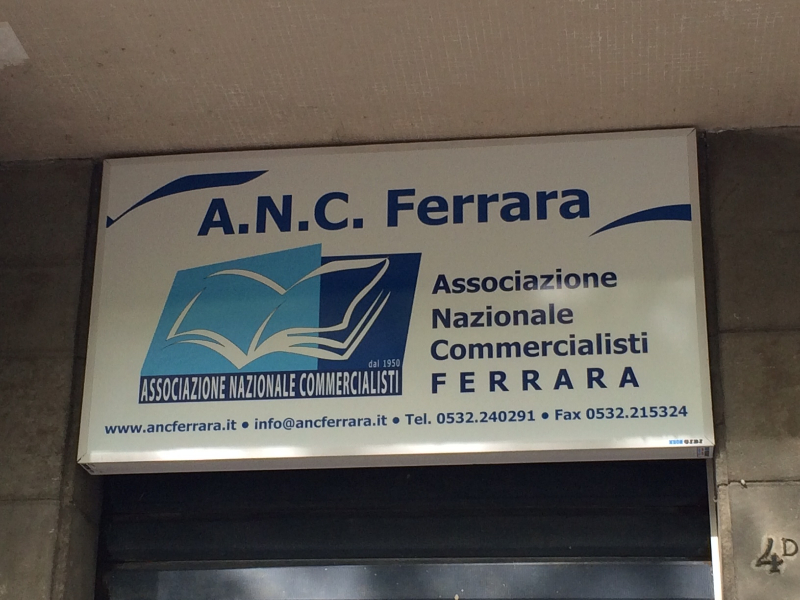 A.N.C. Ferrara
Associazione
Nazionale
Commercialisti
FERRARA
dal 1950
ASSOCIAZIONE NAZIONALE COMMERCIALISTI
www.ancferrara.it • info@ancferrara.it • Tel. 0532.240291 • Fax 0532.215324
4D